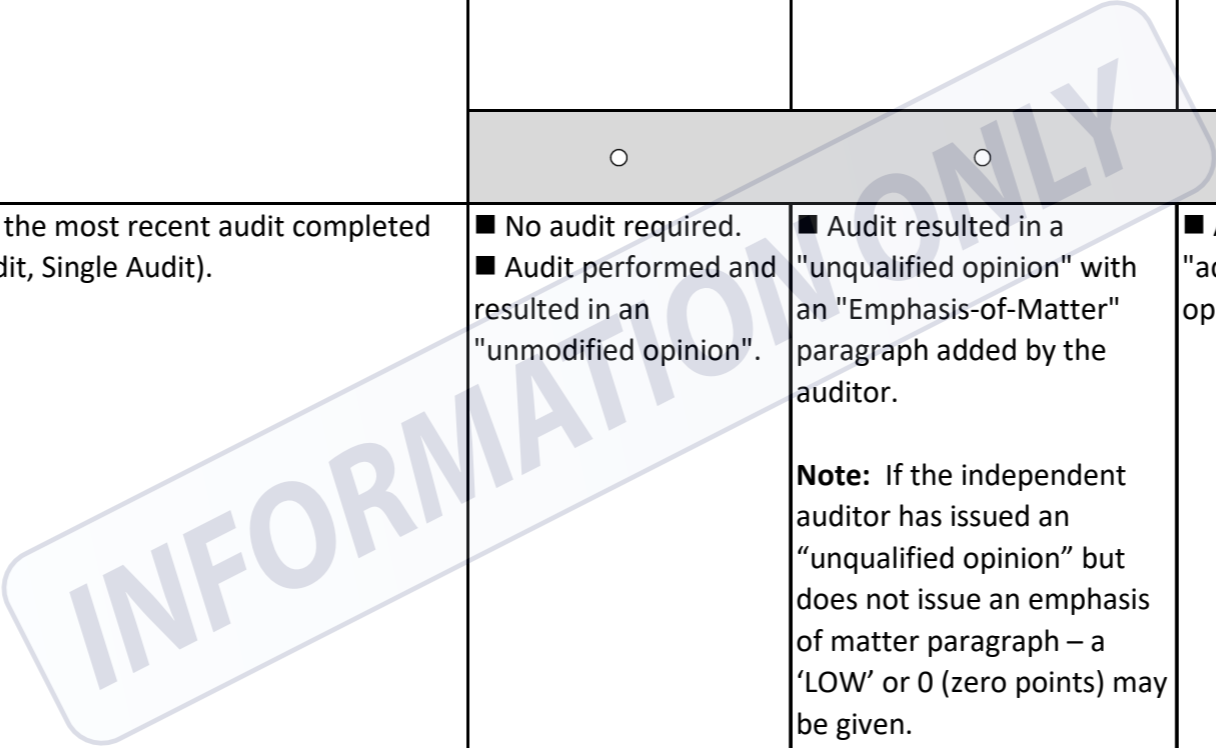 the most recent audit completed
dit, Single Audit).
■ No audit required.
■ Audit performed and
resulted in an
"unmodified opinion".
■ Audit resulted in a
"unqualified opinion" with
an "Emphasis-of-Matter"
paragraph added by the
auditor.
Note:  If the independent
auditor has issued an
“unqualified opinion” but
does not issue an emphasis
of matter paragraph – a
‘LOW’ or 0 (zero points) may
be given.
INFORMATION ONLY